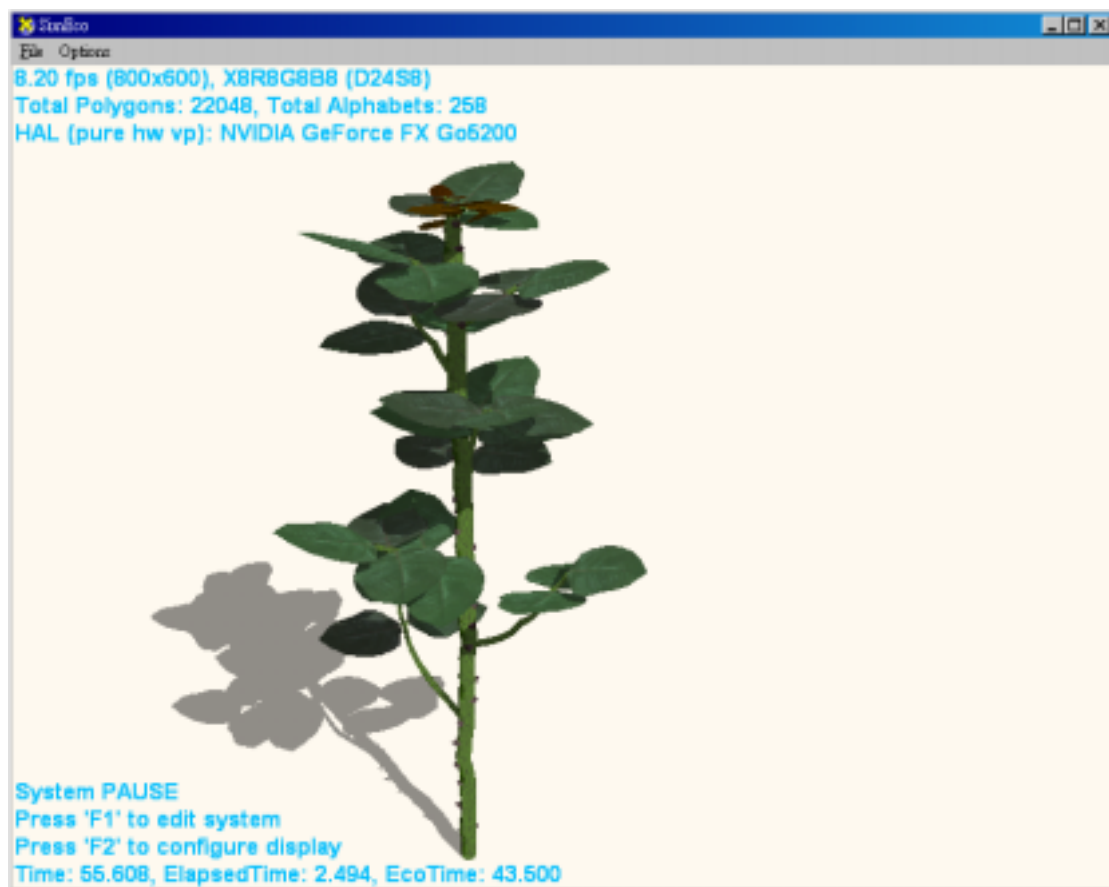 SimEco
File Options
8.20 fps (800x600), X8R8G8B8 (D24S8)
Total Polygons: 22048, Total Alphabets: 258
HAL (pure hw vp): NVIDIA GeForce FX Go5200
System PAUSE
Press 'F1' to edit system
Press 'F2' to configure display
Time: 55.608, ElapsedTime: 2.494, EcoTime: 43.500